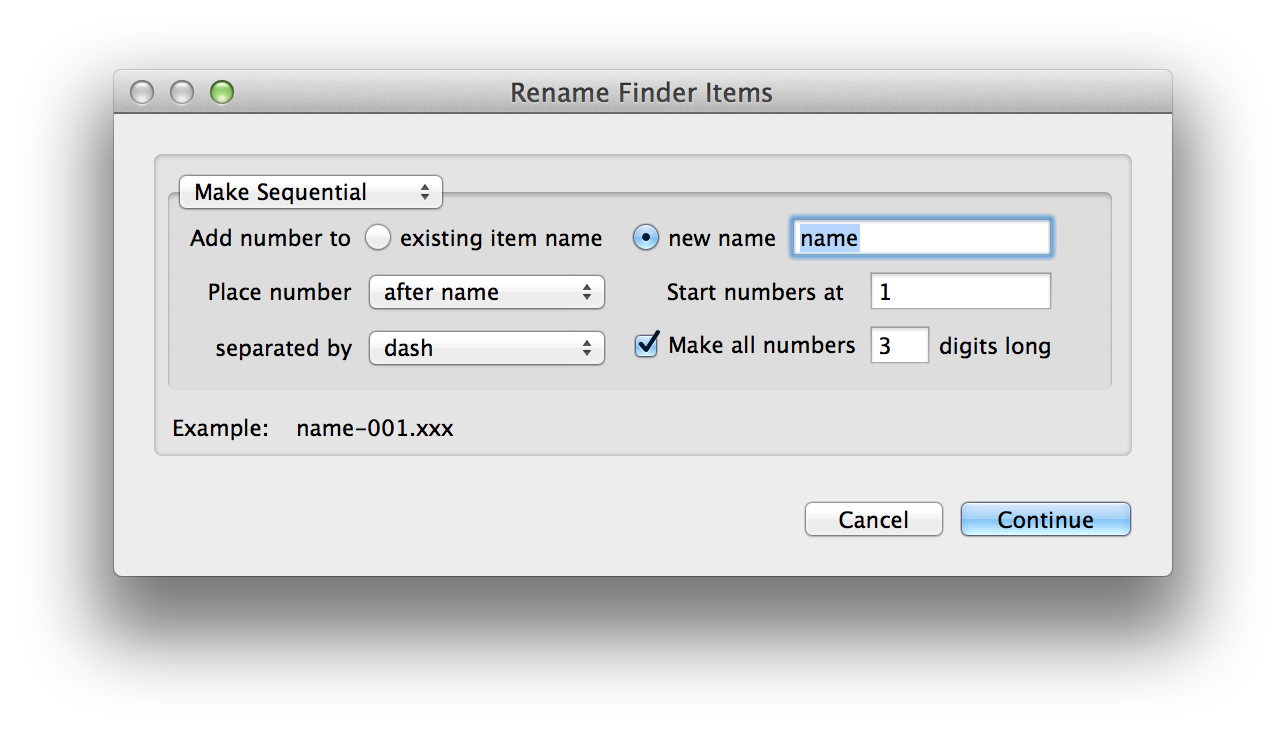 Rename Finder Items
Make Sequential
Add number to existing item name new name name
Place number after name Start numbers at 1
separated by dash Make all numbers 3 digits long
Example: name-001.xxx
Cancel Continue